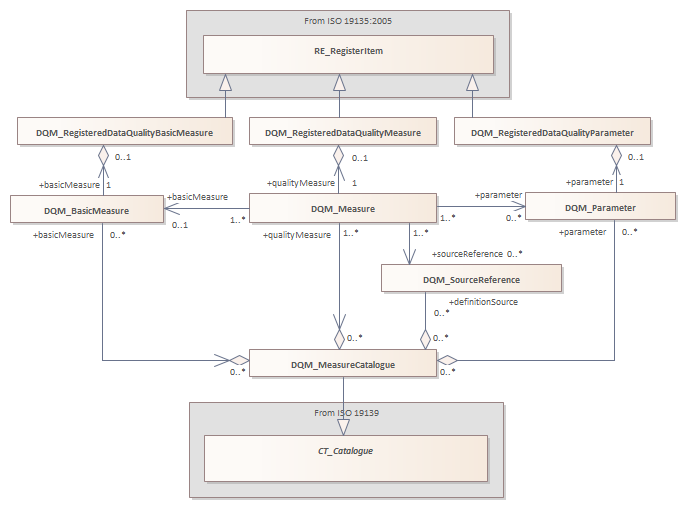 From ISO 19135:2005
RE_RegisterItem
DQM_RegisteredDataQualityBasicMeasure
DQM_RegisteredDataQualityMeasure
DQM_RegisteredDataQualityParameter
0..1
0..1
0..1
+basicMeasure 1
+qualityMeasure 1
+parameter 1
DQM_BasicMeasure
+basicMeasure
0..1
1..*
DQM_Measure
+parameter
1..*
0..*
DQM_Parameter
+basicMeasure 0..*
+qualityMeasure 1..*
1..*
+parameter 0..*
+sourceReference 0..*
DQM_SourceReference
+definitionSource
0..*
0..*
0..*
DQM_MeasureCatalogue
0..*
0..*
From ISO 19139
CT_Catalogue